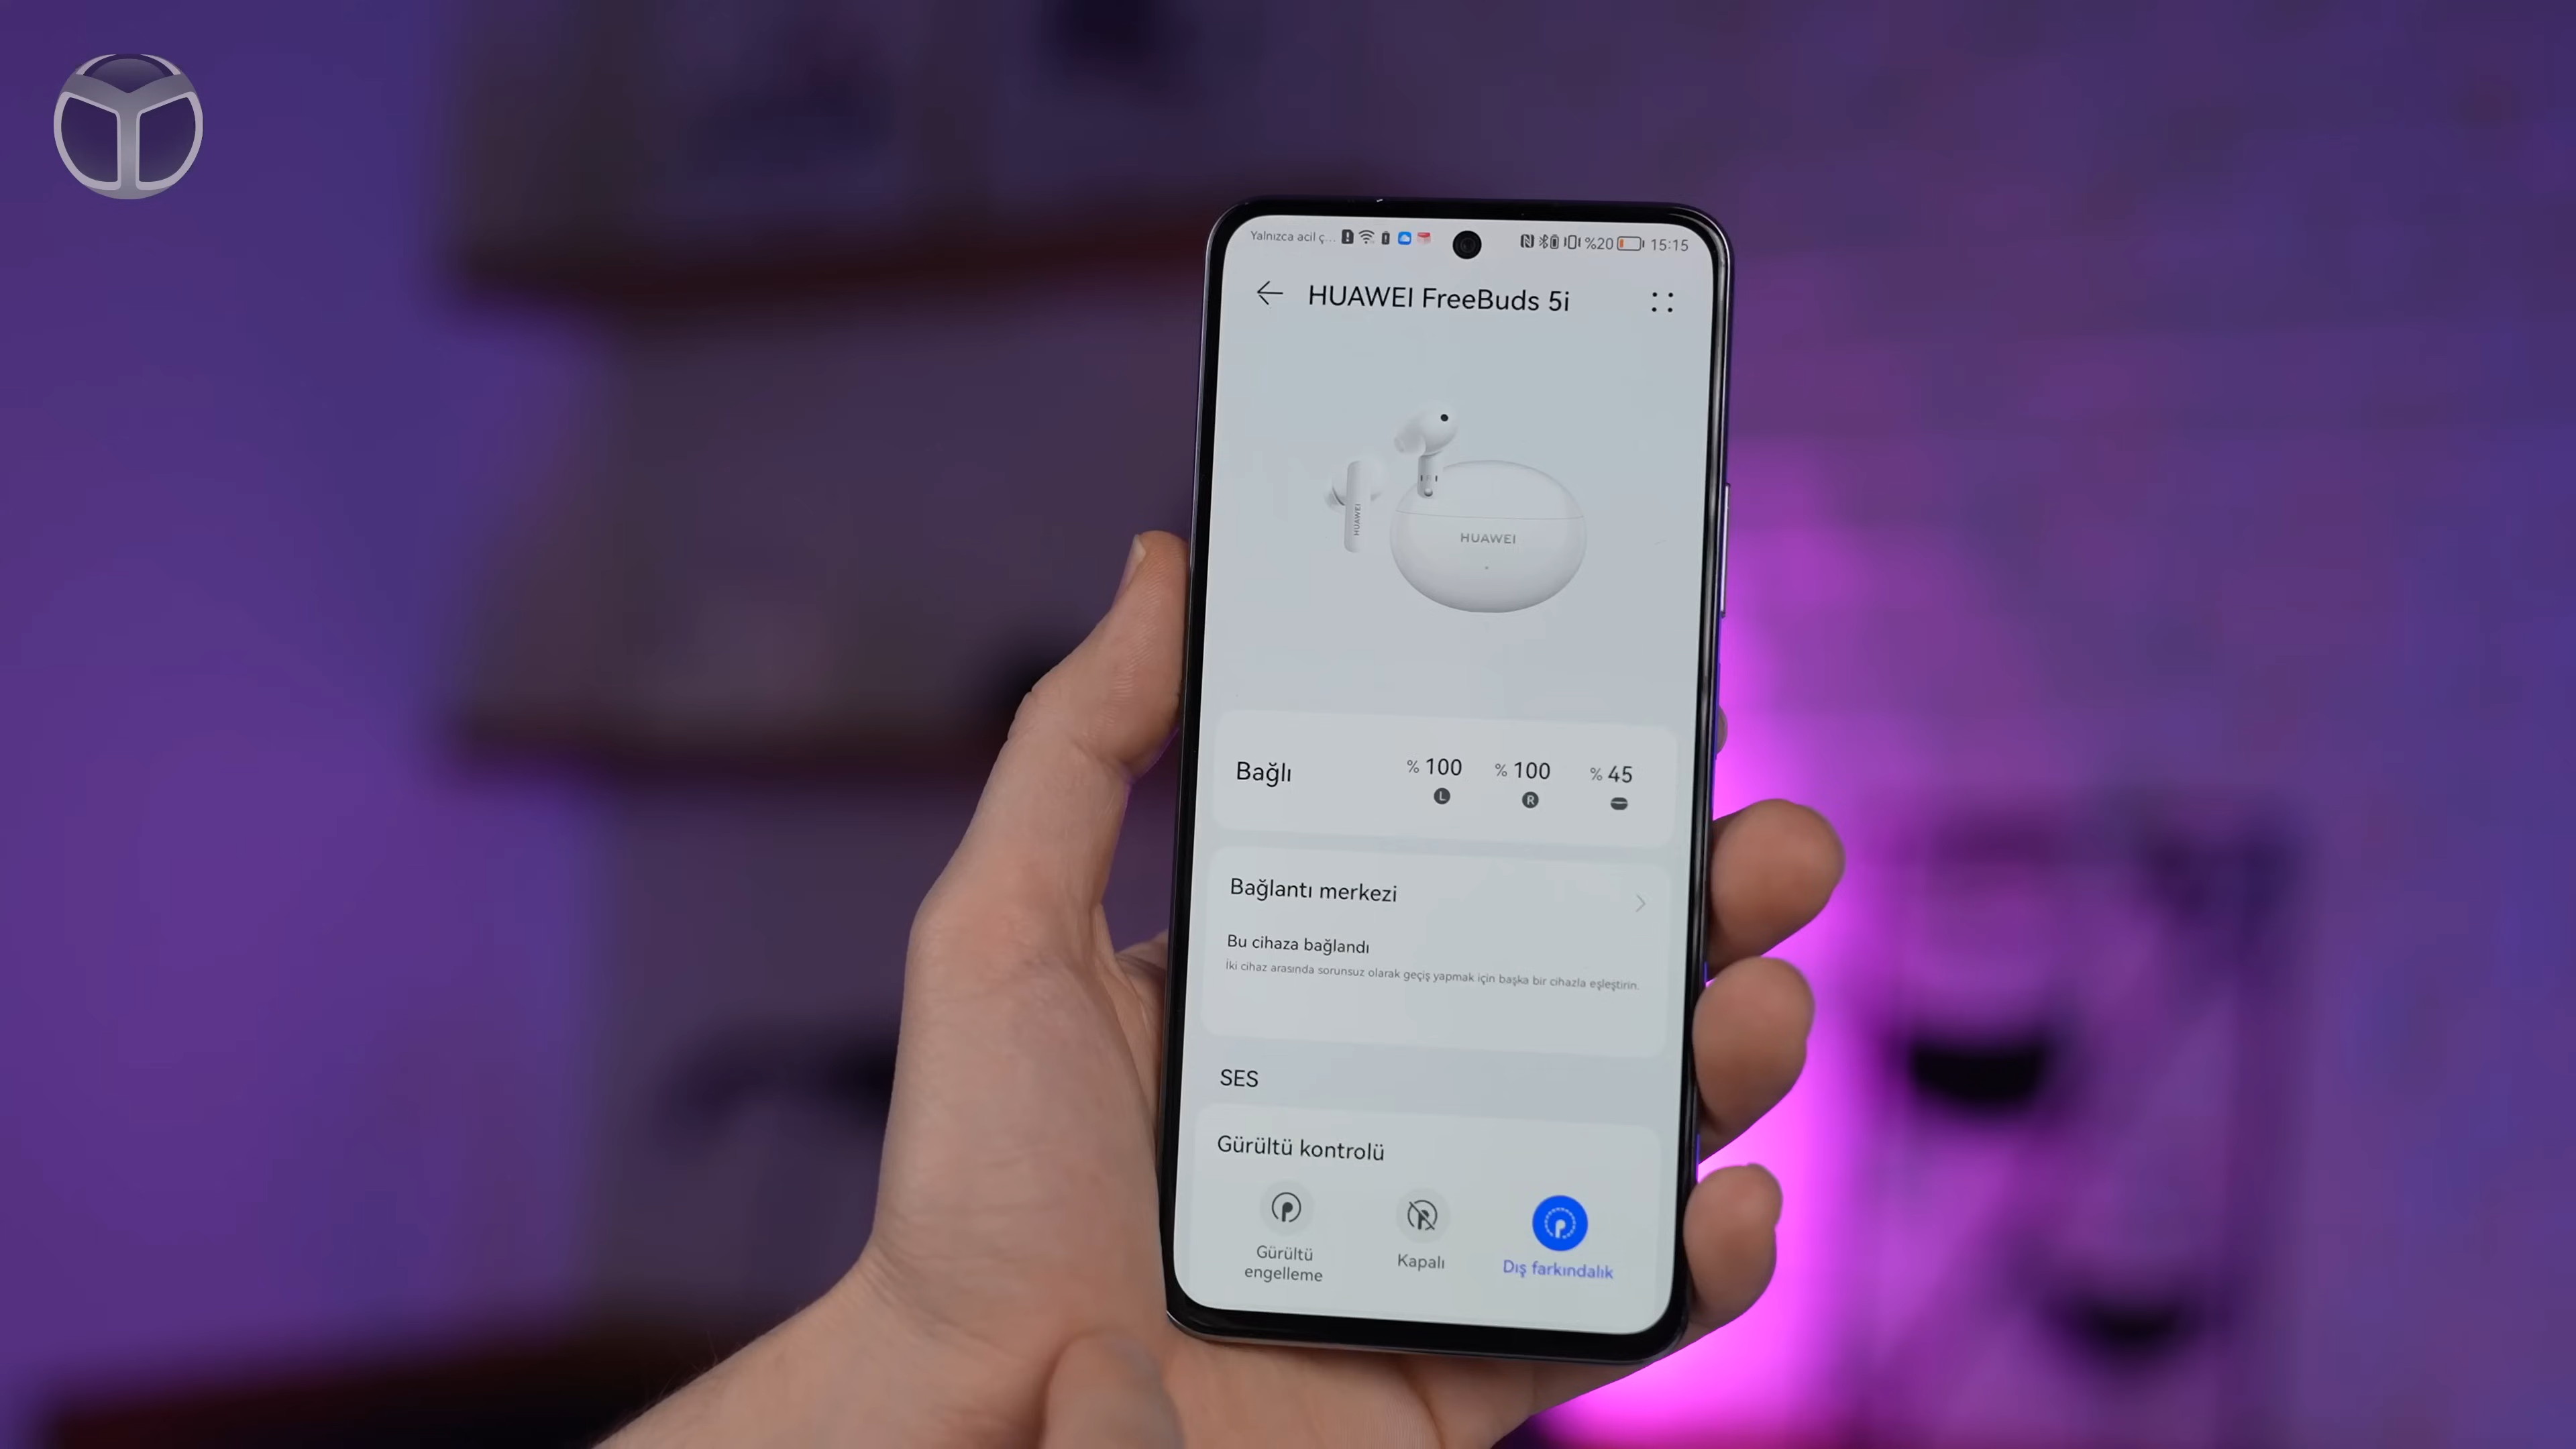 Yalnızca acil ç... %20 15:15
HUAWEI FreeBuds 5i
HUAWEI
HUAWEI
Bağlı % 100 % 100 % 45
L R
Bağlantı merkezi
Bu cihaza bağlandı
İki cihaz arasında sorunsuz olarak geçiş yapmak için başka bir cihazla eşleştirin.
SES
Gürültü kontrolü
Gürültü
engelleme
Kapalı
Dış farkındalık